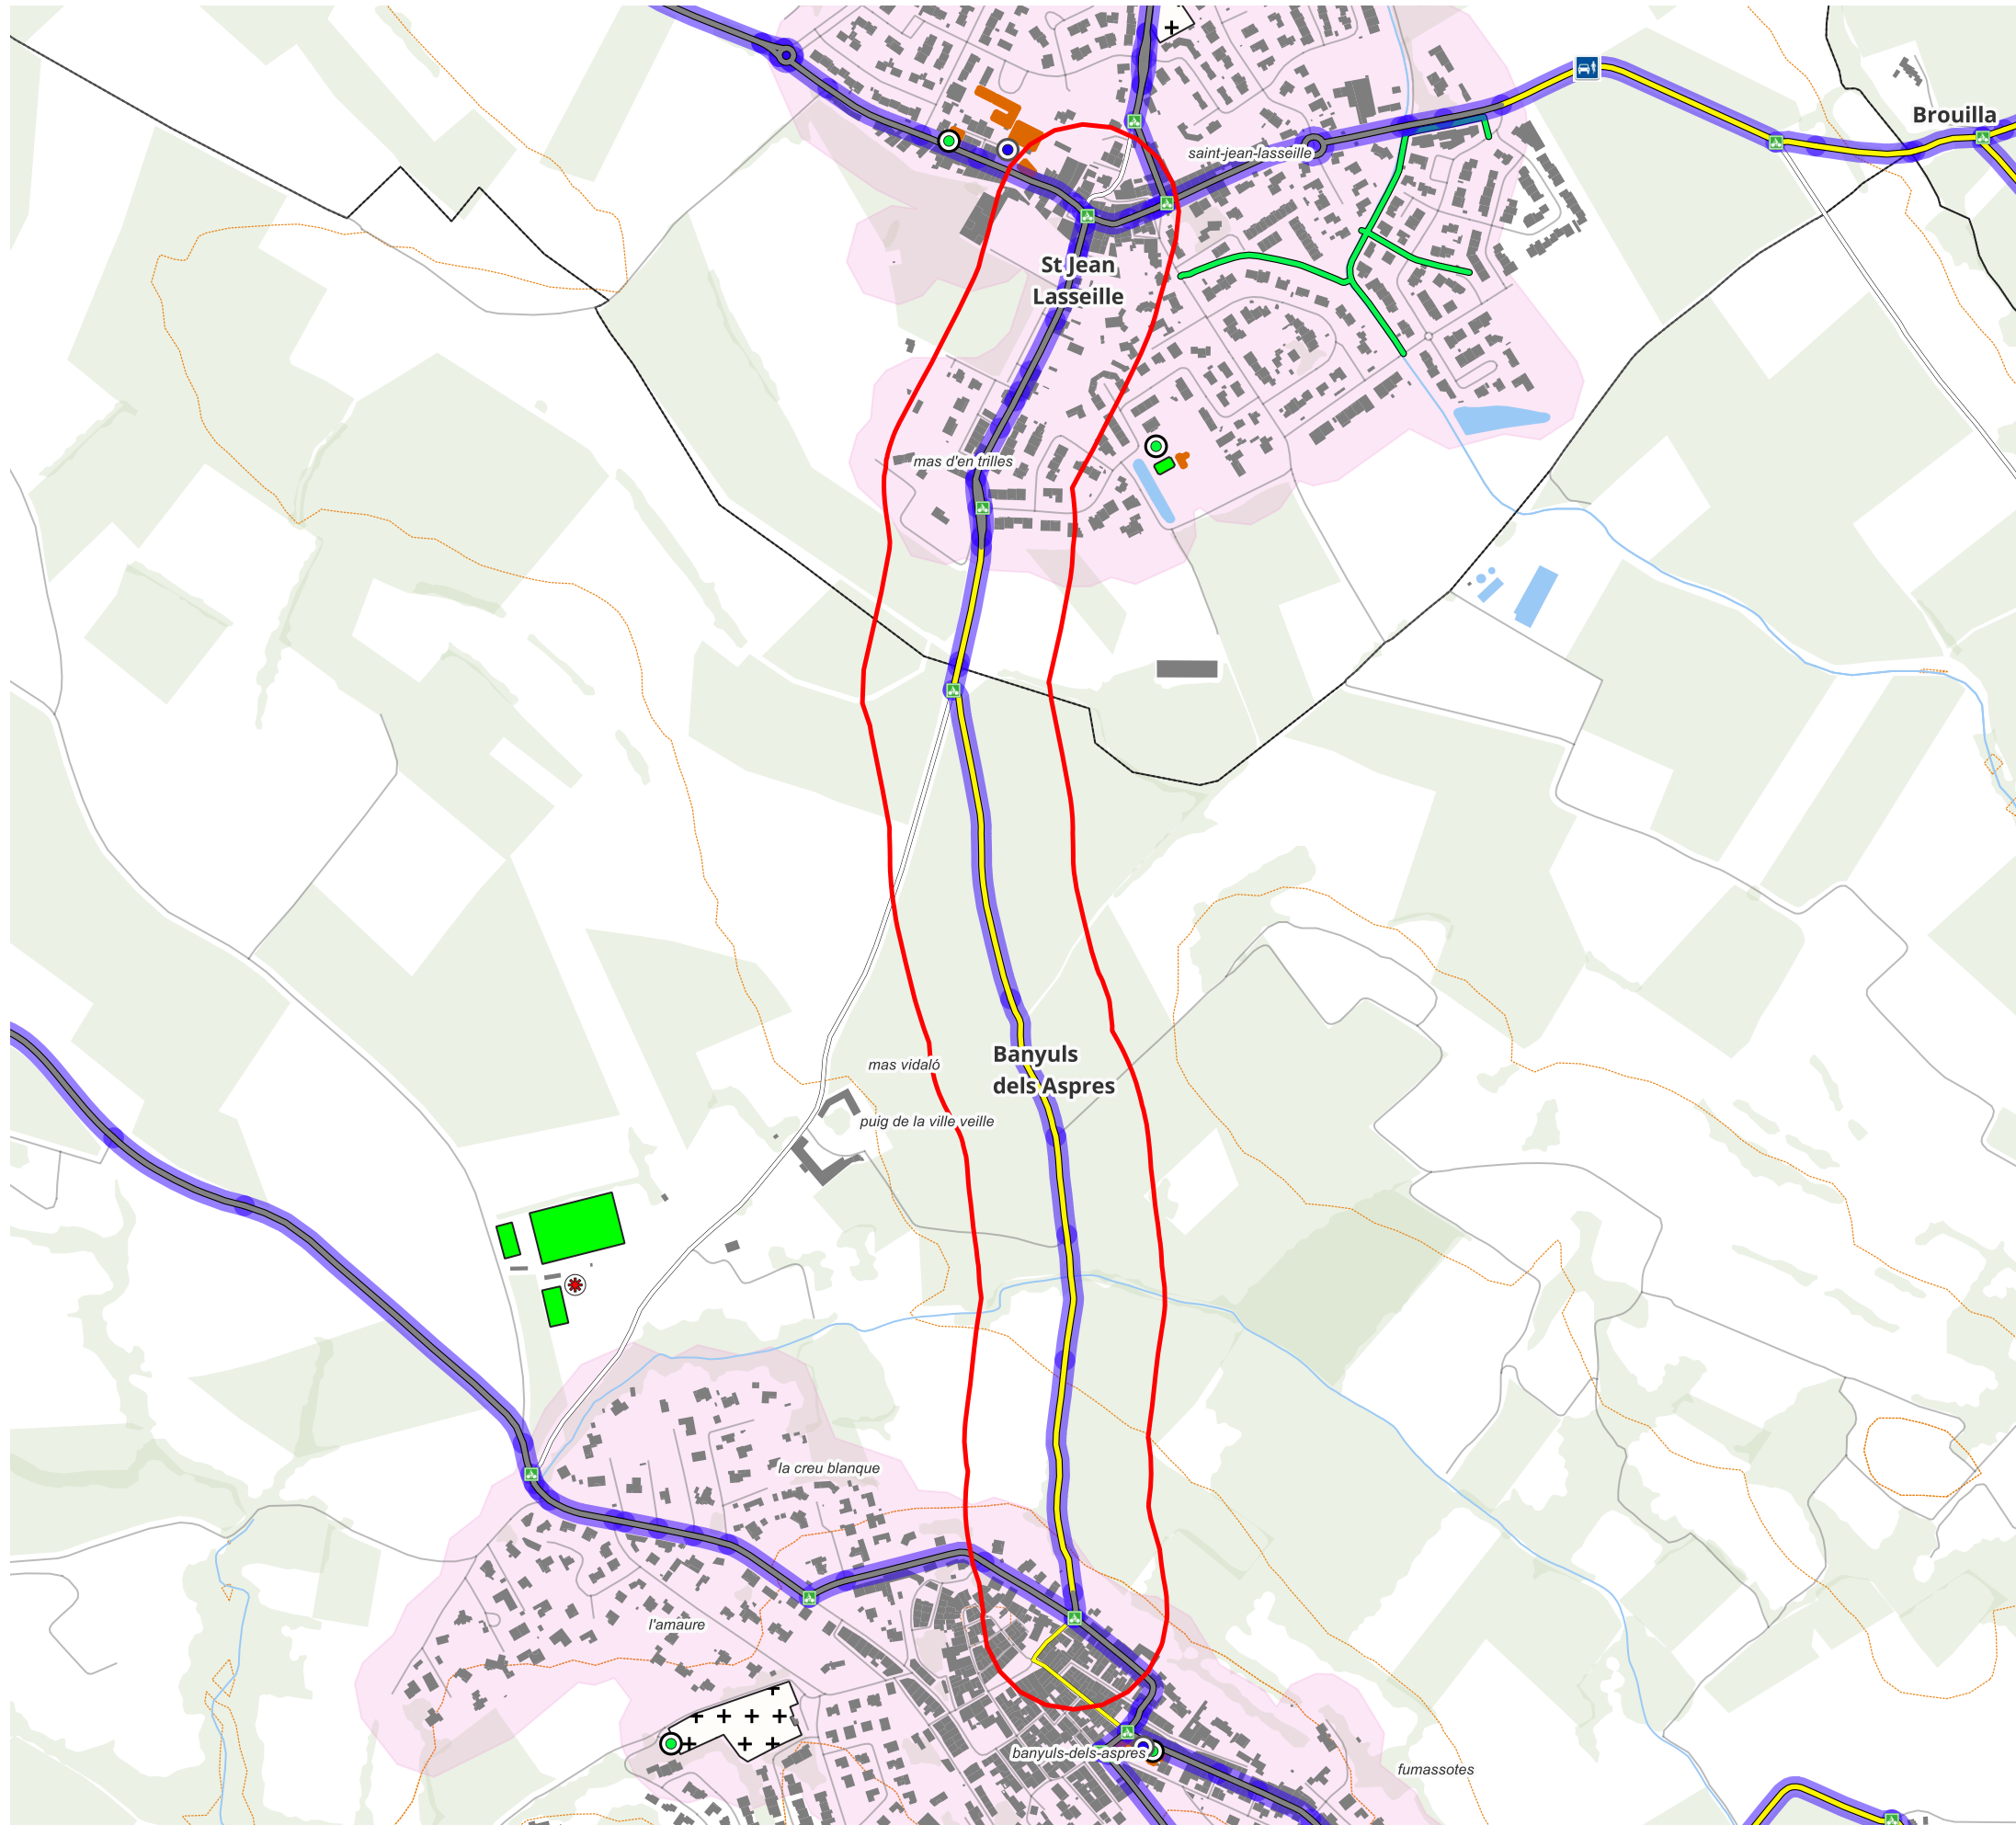 Brouilla
saint-jean-lasseille
St Jean
Lasseille
mas d'en trilles
Banyuls
dels Aspres
mas vidaló
puig de la ville veille
la creu blanque
l'amaure
banyuls-dels-aspres
fumassotes